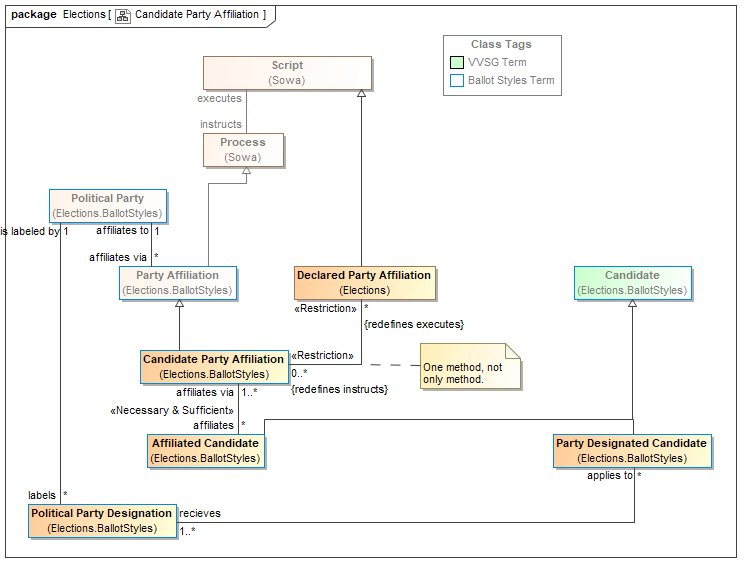 package Elections [ Candidate Party Affiliation ]
Class Tags
VVSG Term
Ballot Styles Term
Script
(Sowa)
executes
instructs
Process
(Sowa)
Political Party
(Elections.BallotStyles)
is labeled by 1
affiliates to 1
affiliates via *
Party Affiliation
(Elections.BallotStyles)
Declared Party Affiliation
(Elections)
Candidate
(Elections.BallotStyles)
«Restriction» *
{redefines executes}
Candidate Party Affiliation
(Elections.BallotStyles)
«Restriction»
0..*
{redefines instructs}
One method, not
only method.
affiliates via 1..*
«Necessary & Sufficient»
affiliates *
Affiliated Candidate
(Elections.BallotStyles)
Party Designated Candidate
(Elections.BallotStyles)
applies to *
labels *
Political Party Designation
(Elections.BallotStyles)
recieves
1..*